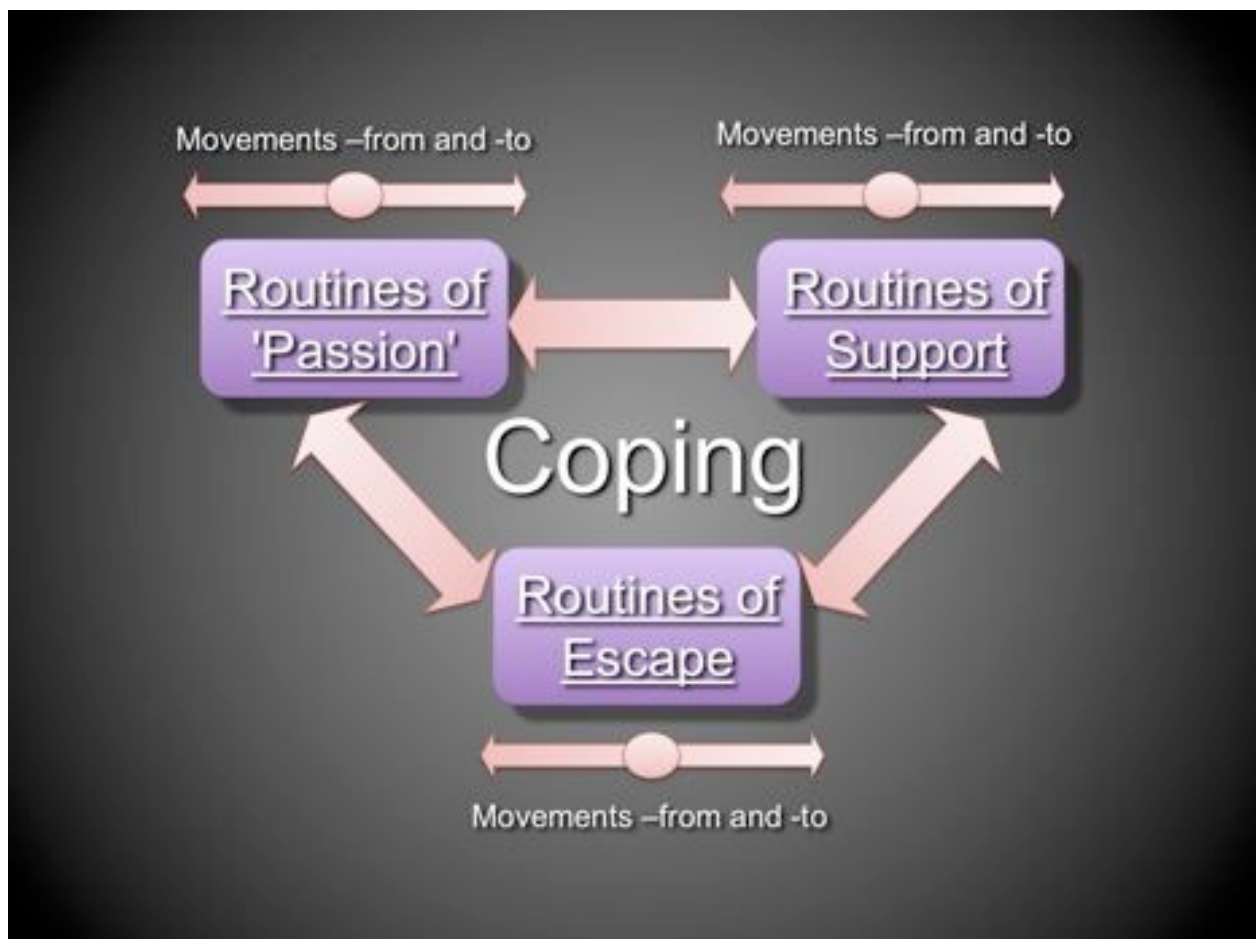 Movements –from and -to
Movements –from and -to
Routines of
'Passion'
Routines of
Support
Coping
Routines of
Escape
Movements –from and -to